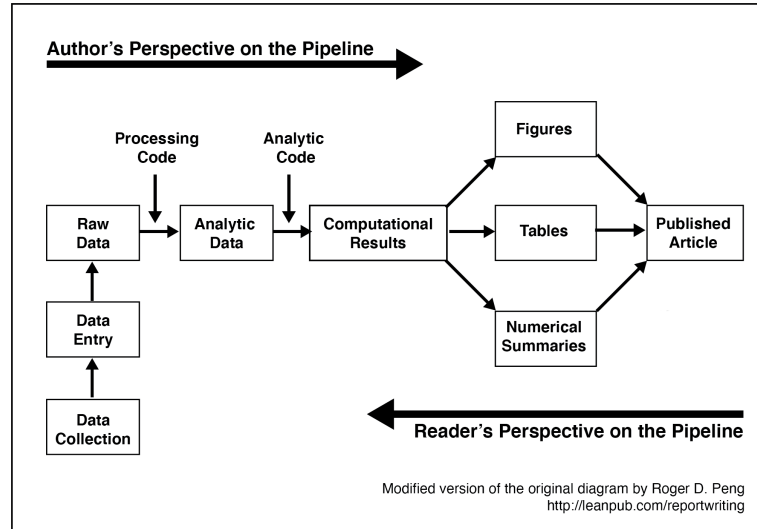 Author's Perspective on the Pipeline
Processing
Code
Analytic
Code
Figures
Raw
Data
Analytic
Data
Computational
Results
Tables
Published
Article
Data
Entry
Numerical
Summaries
Data
Collection
Reader's Perspective on the Pipeline
Modified version of the original diagram by Roger D. Peng
http://leanpub.com/reportwriting